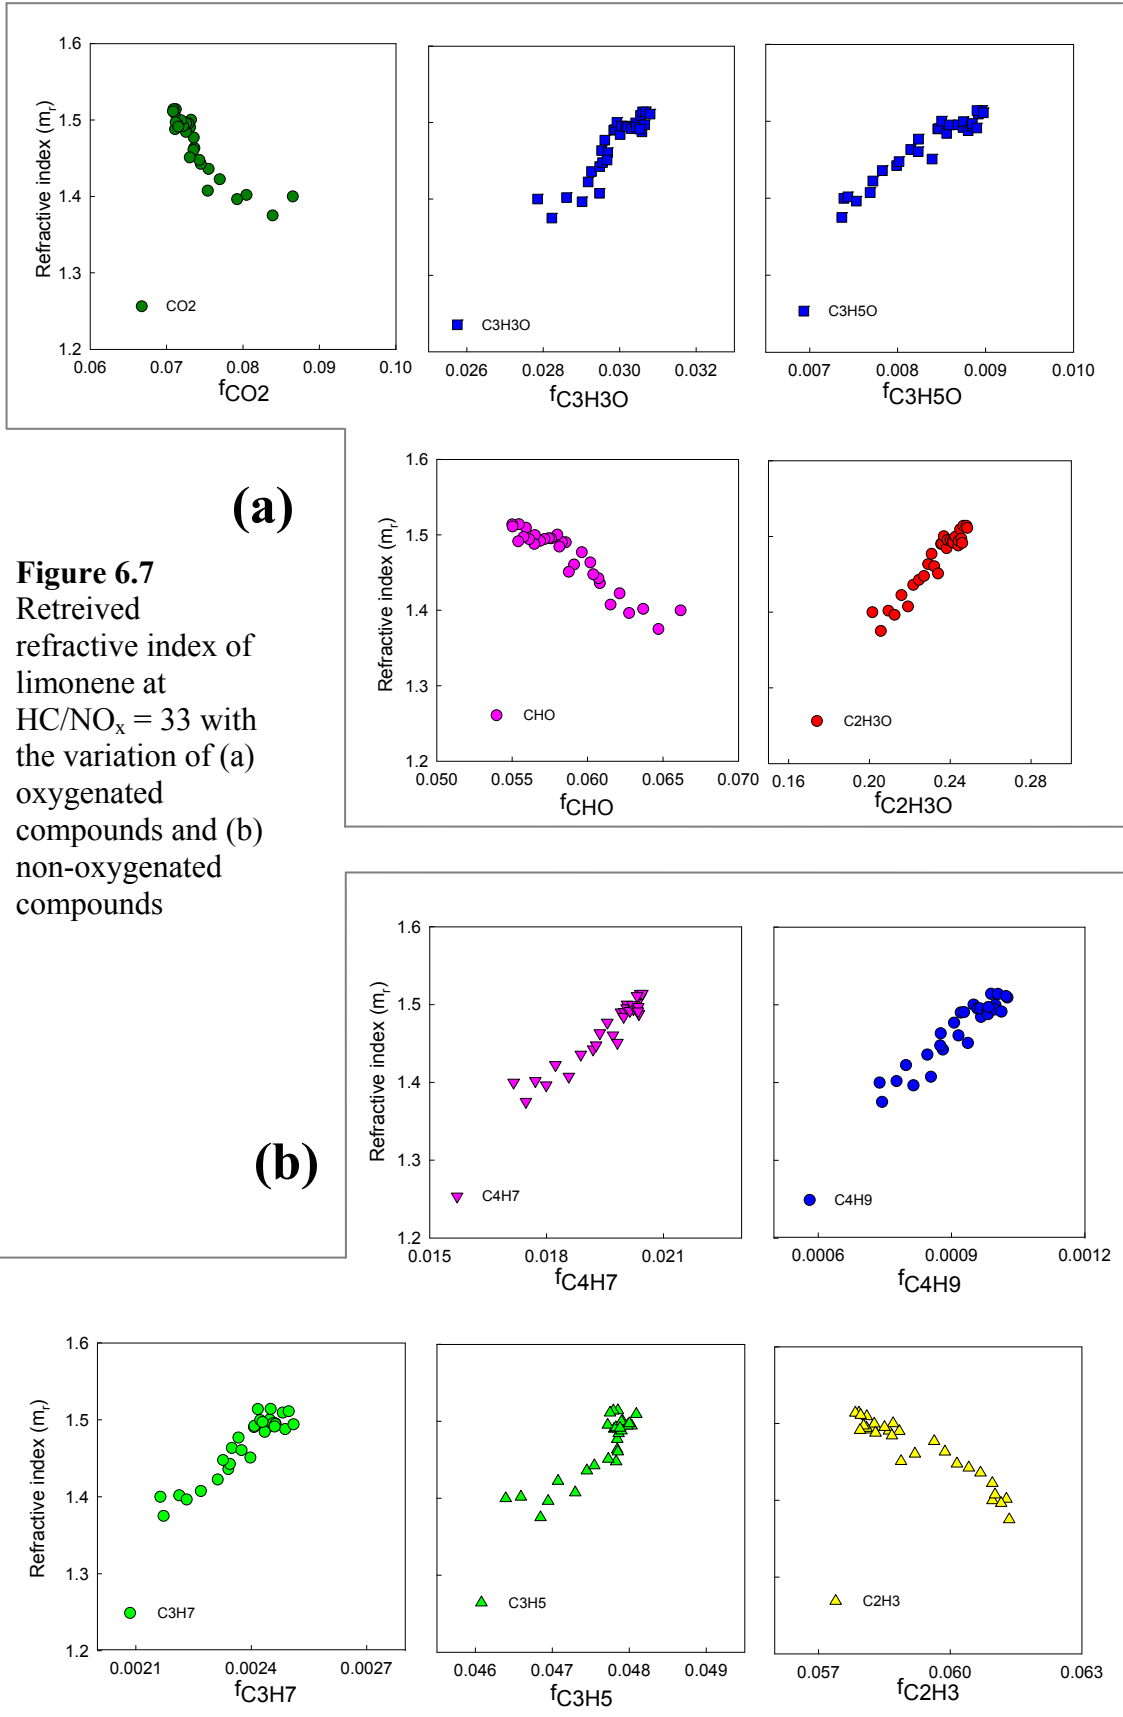 1.6
1.5
1.4
1.3
1.2
Refractive index (mr)
CO2
0.06 0.07 0.08 0.09 0.10
fCO2
C3H3O
0.026 0.028 0.030 0.032
fC3H3O
C3H5O
0.007 0.008 0.009 0.010
fC3H5O
(a)
Figure 6.7
Retreived
refractive index of
limonene at
HC/NOx = 33 with
the variation of (a)
oxygenated
compounds and (b)
non-oxygenated
compounds
1.6
1.5
1.4
1.3
1.2
Refractive index (mr)
CHO
0.050 0.055 0.060 0.065 0.070
fCHO
C2H3O
0.16 0.20 0.24 0.28
fC2H3O
(b)
1.6
1.5
1.4
1.3
1.2
Refractive index (mr)
C4H7
0.015 0.018 0.021
fC4H7
C4H9
0.0006 0.0009 0.0012
fC4H9
1.6
1.5
1.4
1.3
1.2
Refractive index (mr)
C3H7
0.0021 0.0024 0.0027
fC3H7
C3H5
0.046 0.047 0.048 0.049
fC3H5
C2H3
0.057 0.060 0.063
fC2H3